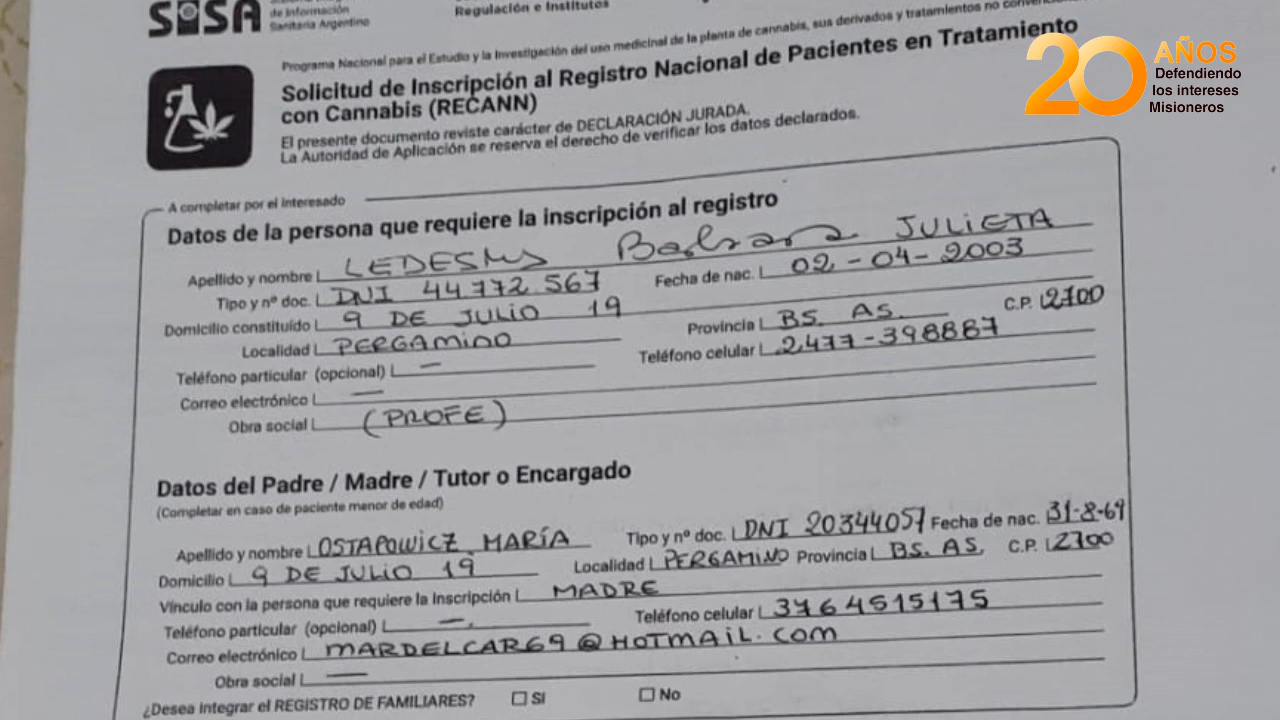 SISA
de Información
Sanitaria Argentino
Regulación e Institutos
Programa Nacional para el Estudio y la Investigación del uso medicinal de la planta de cannabis, sus derivados y tratamientos no
Solicitud de Inscripción al Registro Nacional de Pacientes en Tratamiento
con Cannabis (RECANN)
El presente documento reviste carácter de DECLARACIÓN JURADA.
La Autoridad de Aplicación se reserva el derecho de verificar los datos declarados.
20 AÑOS
Defendiendo
los intereses
Misioneros
A completar por el interesado
Datos de la persona que requiere la inscripción al registro
Apellido y nombre LEDESMA JULIETA
Tipo y nº doc. DNI 44772567 Fecha de nac. 02-04-2003
Domicilio constituído 9 DE JULIO 19
Localidad PERGAMINO Provincia BS. AS. C.P. 2700
Teléfono particular (opcional) — Teléfono celular 2477-398887
Correo electrónico —
Obra social (PROFE)
Datos del Padre / Madre / Tutor o Encargado
(Completar en caso de paciente menor de edad)
Apellido y nombre OSTAPOWICZ MARÍA Tipo y nº doc. DNI 20344057 Fecha de nac. 31-8-69
Domicilio 9 DE JULIO 19 Localidad PERGAMINO Provincia BS. AS. C.P. 2700
Vínculo con la persona que requiere la Inscripción MADRE
Teléfono particular (opcional) — Teléfono celular 3764515175
Correo electrónico MARDELCAR69@HOTMAIL.COM
Obra social —
¿Desea integrar el REGISTRO DE FAMILIARES? SI No